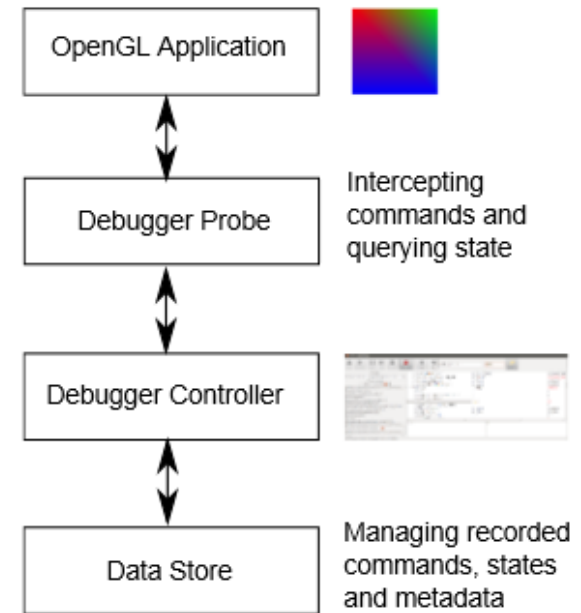 OpenGL Application
Debugger Probe
Intercepting
commands and
querying state
Debugger Controller
Data Store
Managing recorded
commands, states
and metadata